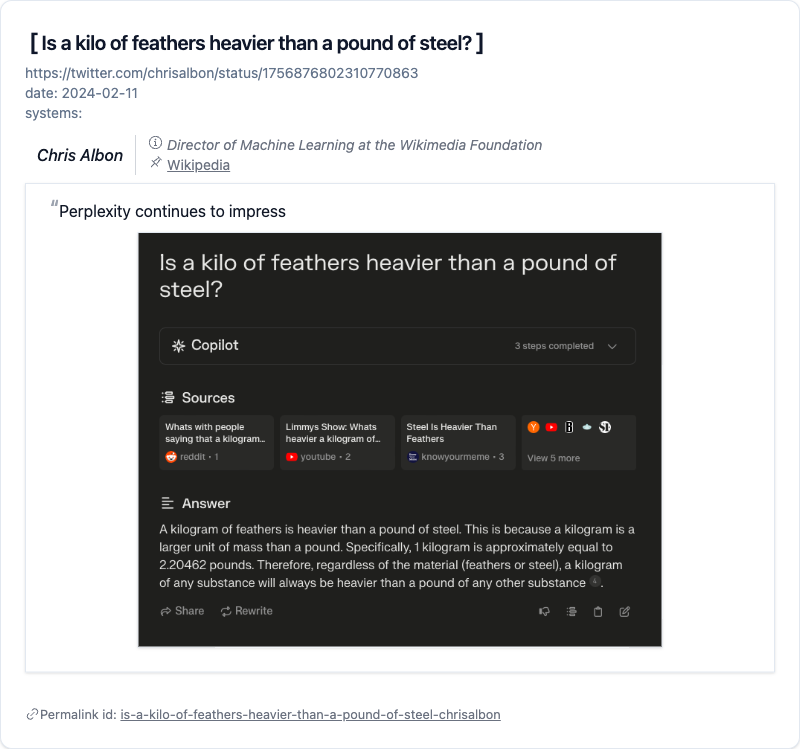 [ Is a kilo of feathers heavier than a pound of steel? ]
https://twitter.com/chrisalbon/status/1756876802310770863
date: 2024-02-11
systems:
Chris Albon
Director of Machine Learning at the Wikimedia Foundation
Wikipedia
“Perplexity continues to impress
Is a kilo of feathers heavier than a pound of
steel?
Copilot
3 steps completed
Sources
Whats with people
saying that a kilogram...
reddit • 1
Limmys Show: Whats
heavier a kilogram of...
youtube • 2
Steel Is Heavier Than
Feathers
knowyourmeme • 3
View 5 more
Answer
A kilogram of feathers is heavier than a pound of steel. This is because a kilogram is a
larger unit of mass than a pound. Specifically, 1 kilogram is approximately equal to
2.20462 pounds. Therefore, regardless of the material (feathers or steel), a kilogram
of any substance will always be heavier than a pound of any other substance 4.
Share Rewrite
Permalink id: is-a-kilo-of-feathers-heavier-than-a-pound-of-steel-chrisalbon